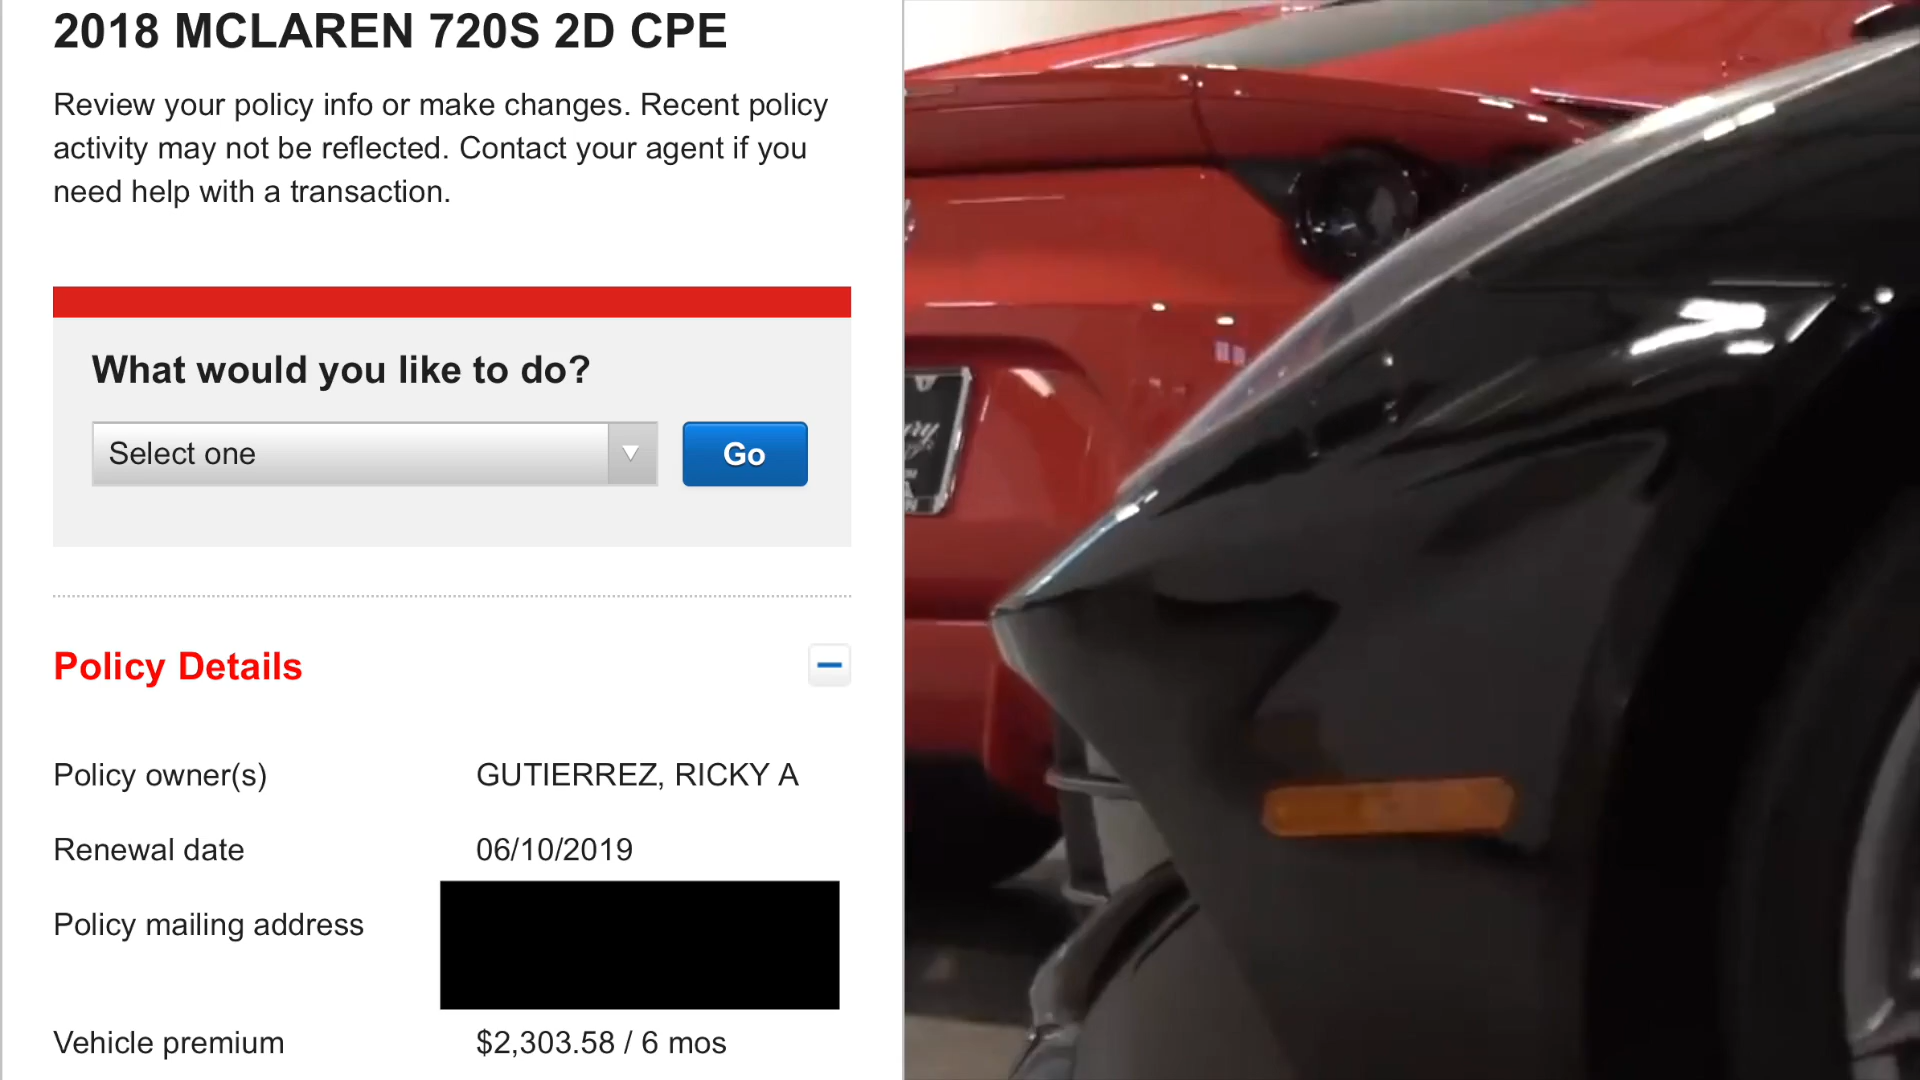 2018 MCLAREN 720S 2D CPE
Review your policy info or make changes. Recent policy
activity may not be reflected. Contact your agent if you
need help with a transaction.
What would you like to do?
Select one
Go
Policy Details
Policy owner(s) GUTIERREZ, RICKY A
Renewal date 06/10/2019
Policy mailing address
Vehicle premium $2,303.58 / 6 mos